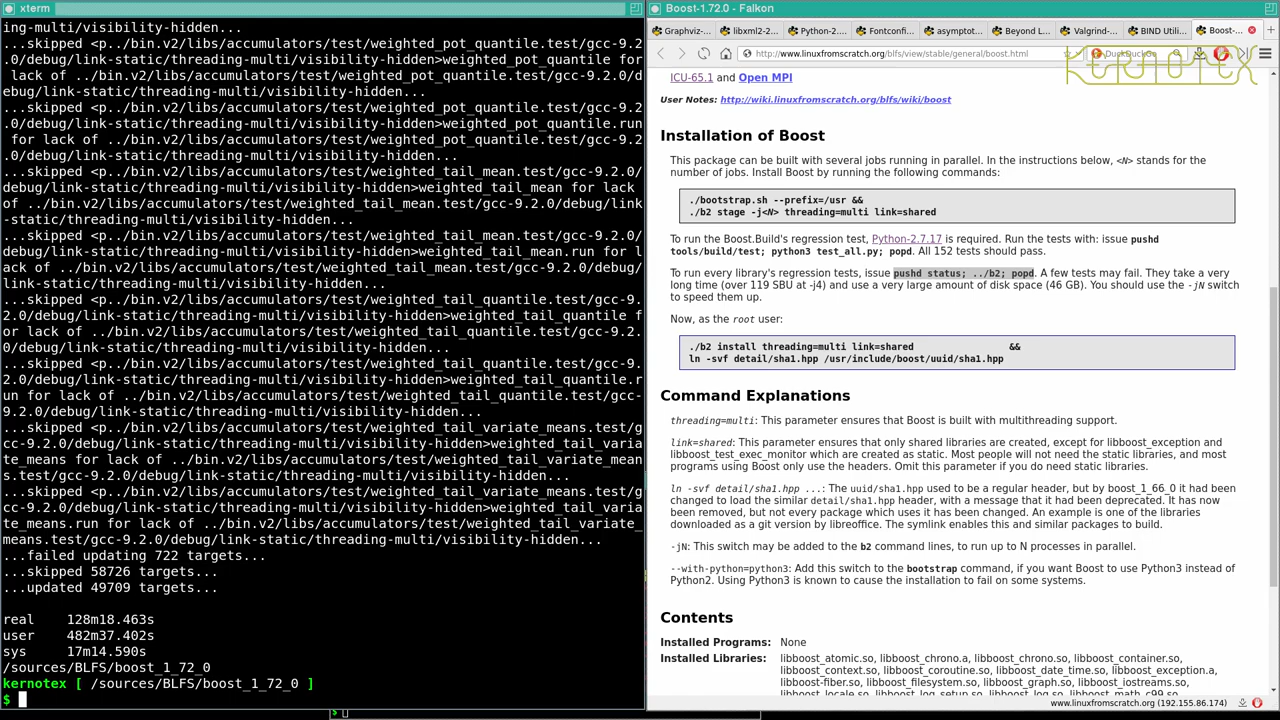 xterm
ing-multi/visibility-hidden...
...skipped <p../bin.v2/libs/accumulators/test/weighted_pot_quantile.test/gcc-9.2
.0/debug/link-static/threading-multi/visibility-hidden>weighted_pot_quantile for
lack of ../bin.v2/libs/accumulators/test/weighted_pot_quantile.test/gcc-9.2.0/d
ebug/link-static/threading-multi/visibility-hidden...
...skipped <p../bin.v2/libs/accumulators/test/weighted_pot_quantile.test/gcc-9.2
.0/debug/link-static/threading-multi/visibility-hidden>weighted_pot_quantile.run
for lack of ../bin.v2/libs/accumulators/test/weighted_pot_quantile.test/gcc-9.2
.0/debug/link-static/threading-multi/visibility-hidden...
...skipped <p../bin.v2/libs/accumulators/test/weighted_tail_mean.test/gcc-9.2.0/
debug/link-static/threading-multi/visibility-hidden>weighted_tail_mean for lack
of ../bin.v2/libs/accumulators/test/weighted_tail_mean.test/gcc-9.2.0/debug/link
-static/threading-multi/visibility-hidden...
...skipped <p../bin.v2/libs/accumulators/test/weighted_tail_mean.test/gcc-9.2.0/
debug/link-static/threading-multi/visibility-hidden>weighted_tail_mean.run for l
ack of ../bin.v2/libs/accumulators/test/weighted_tail_mean.test/gcc-9.2.0/debug/
link-static/threading-multi/visibility-hidden...
...skipped <p../bin.v2/libs/accumulators/test/weighted_tail_quantile.test/gcc-9.
2.0/debug/link-static/threading-multi/visibility-hidden>weighted_tail_quantile f
or lack of ../bin.v2/libs/accumulators/test/weighted_tail_quantile.test/gcc-9.2.
0/debug/link-static/threading-multi/visibility-hidden...
...skipped <p../bin.v2/libs/accumulators/test/weighted_tail_quantile.test/gcc-9.
2.0/debug/link-static/threading-multi/visibility-hidden>weighted_tail_quantile.r
un for lack of ../bin.v2/libs/accumulators/test/weighted_tail_quantile.test/gcc-
9.2.0/debug/link-static/threading-multi/visibility-hidden...
...skipped <p../bin.v2/libs/accumulators/test/weighted_tail_variate_means.test/g
cc-9.2.0/debug/link-static/threading-multi/visibility-hidden>weighted_tail_varia
te_means for lack of ../bin.v2/libs/accumulators/test/weighted_tail_variate_mean
s.test/gcc-9.2.0/debug/link-static/threading-multi/visibility-hidden...
...skipped <p../bin.v2/libs/accumulators/test/weighted_tail_variate_means.test/g
cc-9.2.0/debug/link-static/threading-multi/visibility-hidden>weighted_tail_varia
te_means.run for lack of ../bin.v2/libs/accumulators/test/weighted_tail_variate_
means.test/gcc-9.2.0/debug/link-static/threading-multi/visibility-hidden...
...failed updating 722 targets...
...skipped 58726 targets...
...updated 49709 targets...
real 128m18.463s
user 482m37.402s
sys 17m14.590s
/sources/BLFS/boost_1_72_0
kernotex [ /sources/BLFS/boost_1_72_0 ]
$
Boost-1.72.0 - Falkon
Graphviz- libxml2-2 Python-2. Fontconfi asymptot Beyond L Valgrind- BIND Utili Boost-
http://www.linuxfromscratch.org/blfs/view/stable/general/boost.html DuckDuckGo
KERNOTEX
ICU-65.1 and Open MPI
User Notes: http://wiki.linuxfromscratch.org/blfs/wiki/boost
Installation of Boost
This package can be built with several jobs running in parallel. In the instructions below, <N> stands for the
number of jobs. Install Boost by running the following commands:
./bootstrap.sh --prefix=/usr &&
./b2 stage -j<N> threading=multi link=shared
To run the Boost.Build's regression test, Python-2.7.17 is required. Run the tests with: issue pushd
tools/build/test; python3 test_all.py; popd. All 152 tests should pass.
To run every library's regression tests, issue pushd status; ../b2; popd. A few tests may fail. They take a very
long time (over 119 SBU at -j4) and use a very large amount of disk space (46 GB). You should use the -jN switch
to speed them up.
Now, as the root user:
./b2 install threading=multi link=shared &&
ln -svf detail/sha1.hpp /usr/include/boost/uuid/sha1.hpp
Command Explanations
threading=multi: This parameter ensures that Boost is built with multithreading support.
link=shared: This parameter ensures that only shared libraries are created, except for libboost_exception and
libboost_test_exec_monitor which are created as static. Most people will not need the static libraries, and most
programs using Boost only use the headers. Omit this parameter if you do need static libraries.
ln -svf detail/sha1.hpp ...: The uuid/sha1.hpp used to be a regular header, but by boost_1_66_0 it had been
changed to load the similar detail/sha1.hpp header, with a message that it had been deprecated. It has now
been removed, but not every package which uses it has been changed. An example is one of the libraries
downloaded as a git version by libreoffice. The symlink enables this and similar packages to build.
-jN: This switch may be added to the b2 command lines, to run up to N processes in parallel.
--with-python=python3: Add this switch to the bootstrap command, if you want Boost to use Python3 instead of
Python2. Using Python3 is known to cause the installation to fail on some systems.
Contents
Installed Programs: None
Installed Libraries: libboost_atomic.so, libboost_chrono.a, libboost_chrono.so, libboost_container.so,
libboost_context.so, libboost_coroutine.so, libboost_date_time.so, libboost_exception.a,
libboost-fiber.so, libboost_filesystem.so, libboost_graph.so, libboost_iostreams.so,
libboost_locale.so, libboost_log_setup.so, libboost_log.so, libboost_math_c99.so,
www.linuxfromscratch.org (192.155.86.174)
$